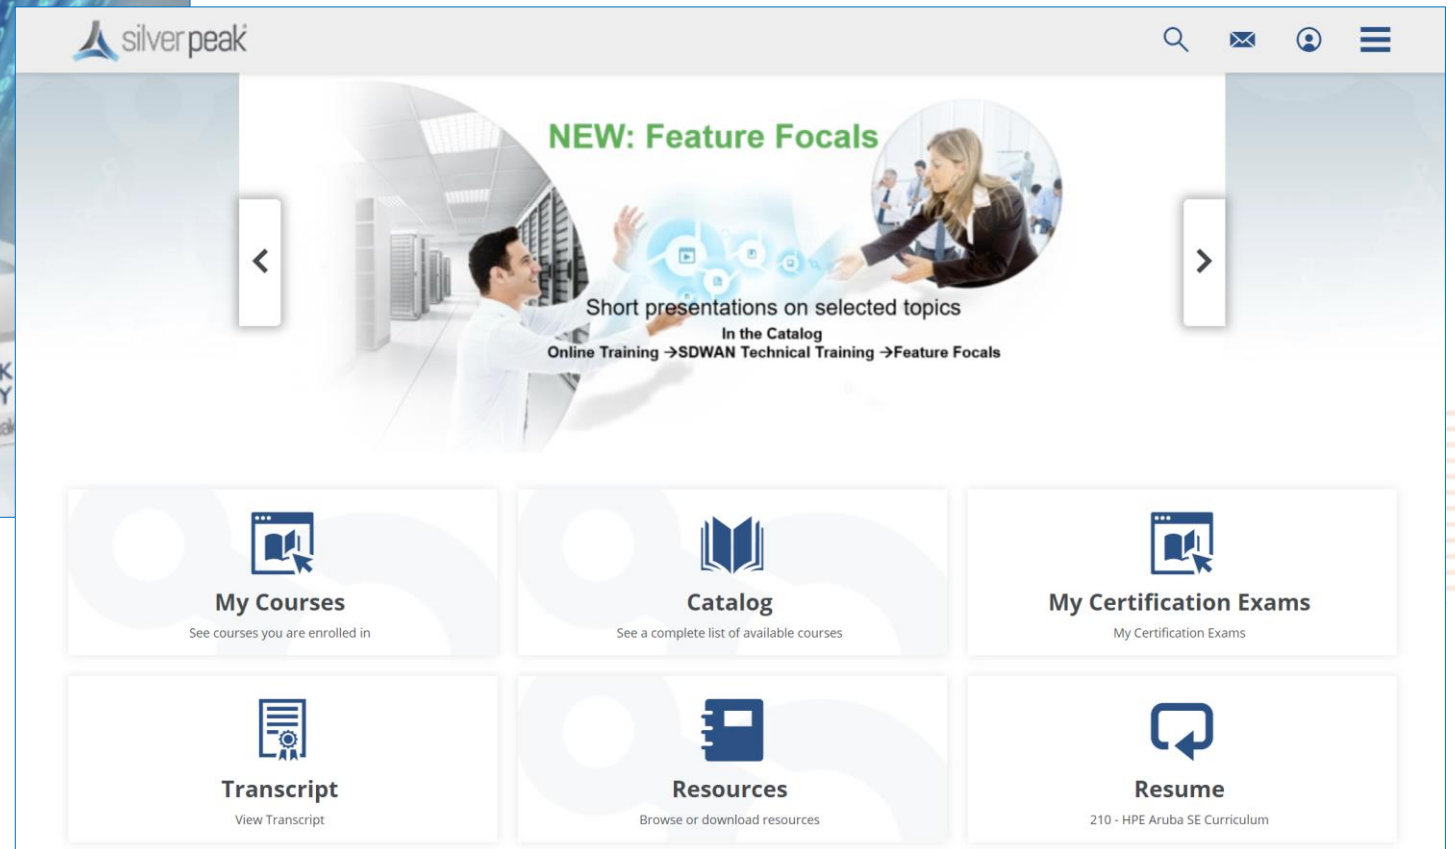 silver peak
NEW: Feature Focals
Short presentations on selected topics
In the Catalog
Online Training →SDWAN Technical Training →Feature Focals
K
Y
My Courses
See courses you are enrolled in
Catalog
See a complete list of available courses
My Certification Exams
My Certification Exams
Transcript
View Transcript
Resources
Browse or download resources
Resume
210 - HPE Aruba SE Curriculum